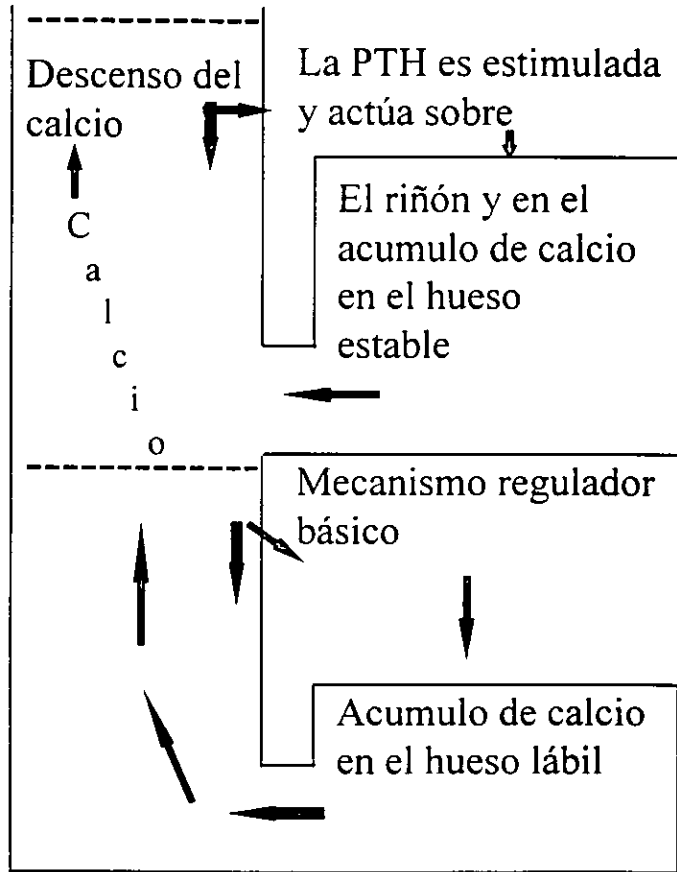 Descenso del
calcio
La PTH es estimulada
y actúa sobre
El riñón y en el
acumulo de calcio
en el hueso
estable
Calcio
Mecanismo regulador
básico
Acumulo de calcio
en el hueso lábil